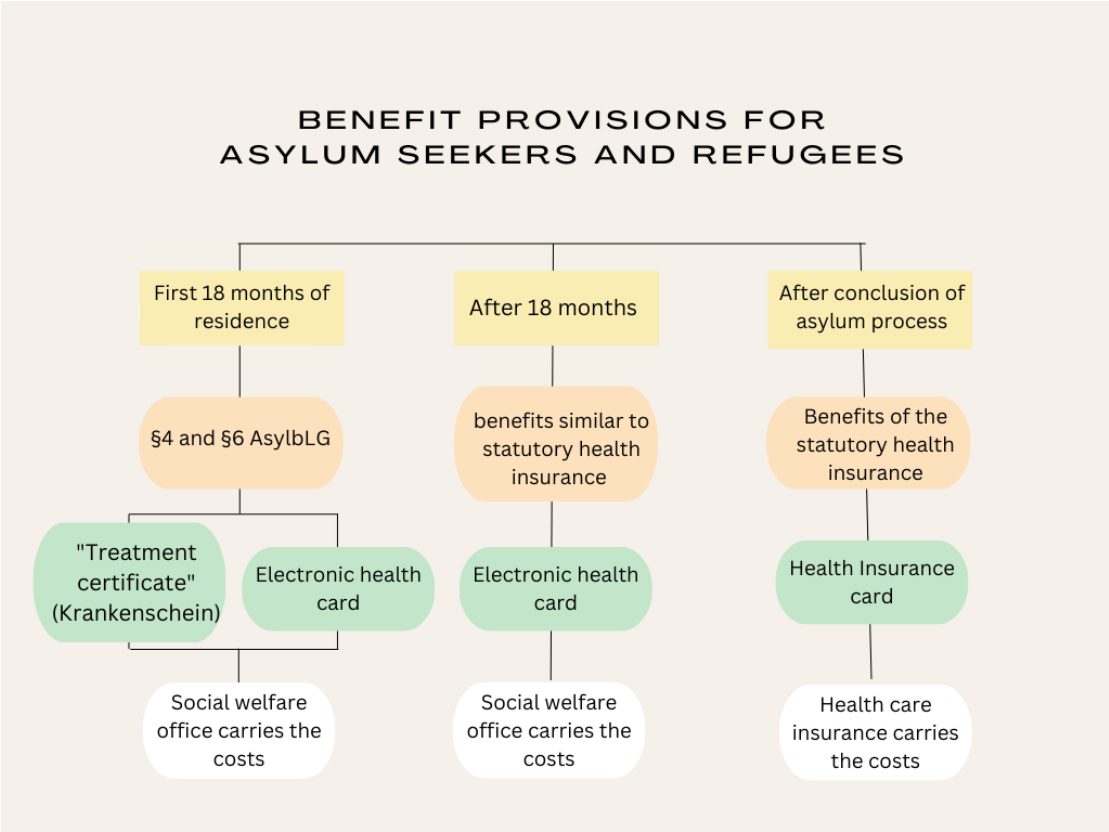 BENEFIT PROVISIONS FOR
ASYLUM SEEKERS AND REFUGEES
First 18 months of
residence
After 18 months
After conclusion of
asylum process
§4 and §6 AsylbLG
benefits similar to
statutory health
insurance
Benefits of the
statutory health
insurance
"Treatment
certificate"
(Krankenschein)
Electronic health
card
Electronic health
card
Health Insurance
card
Social welfare
office carries the
costs
Social welfare
office carries the
costs
Health care
insurance carries
the costs